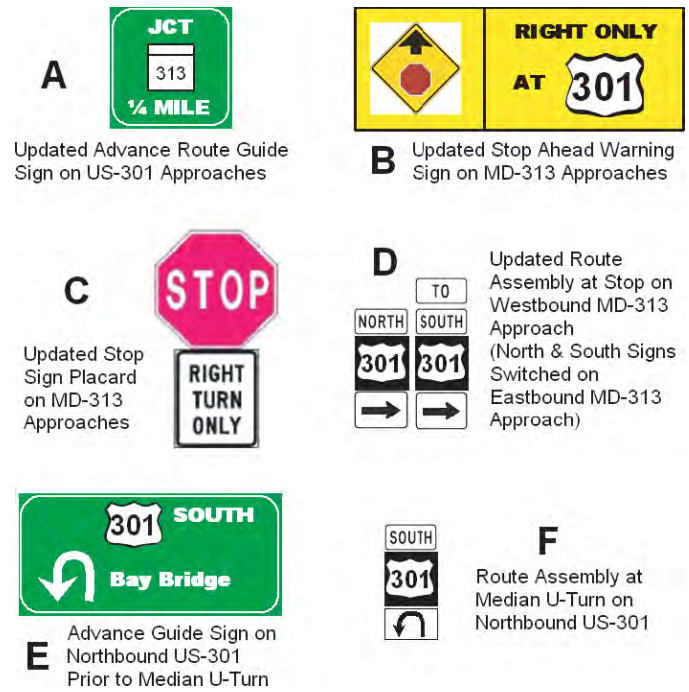 A
JCT
313
¼ MILE
Updated Advance Route Guide
Sign on US-301 Approaches
RIGHT ONLY
AT 301
B
Updated Stop Ahead Warning
Sign on MD-313 Approaches
C
STOP
RIGHT
TURN
ONLY
Updated Stop
Sign Placard
on MD-313
Approaches
D
TO
NORTH SOUTH
301 301
Updated Route
Assembly at Stop on
Westbound MD-313
Approach
(North & South Signs
Switched on
Eastbound MD-313
Approach)
301 SOUTH
Bay Bridge
E
Advance Guide Sign on
Northbound US-301
Prior to Median U-Turn
SOUTH
301
F
Route Assembly at
Median U-Turn on
Northbound US-301